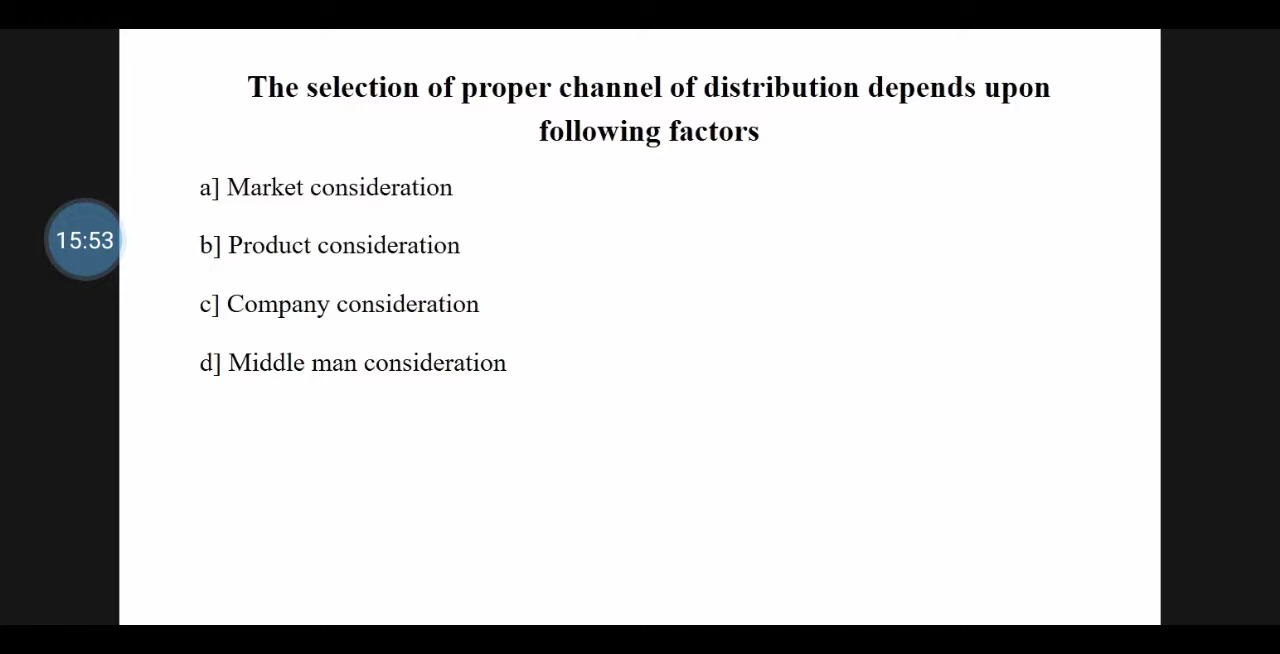 The selection of proper channel of distribution depends upon
following factors
a] Market consideration
15:53
b] Product consideration
c] Company consideration
d] Middle man consideration